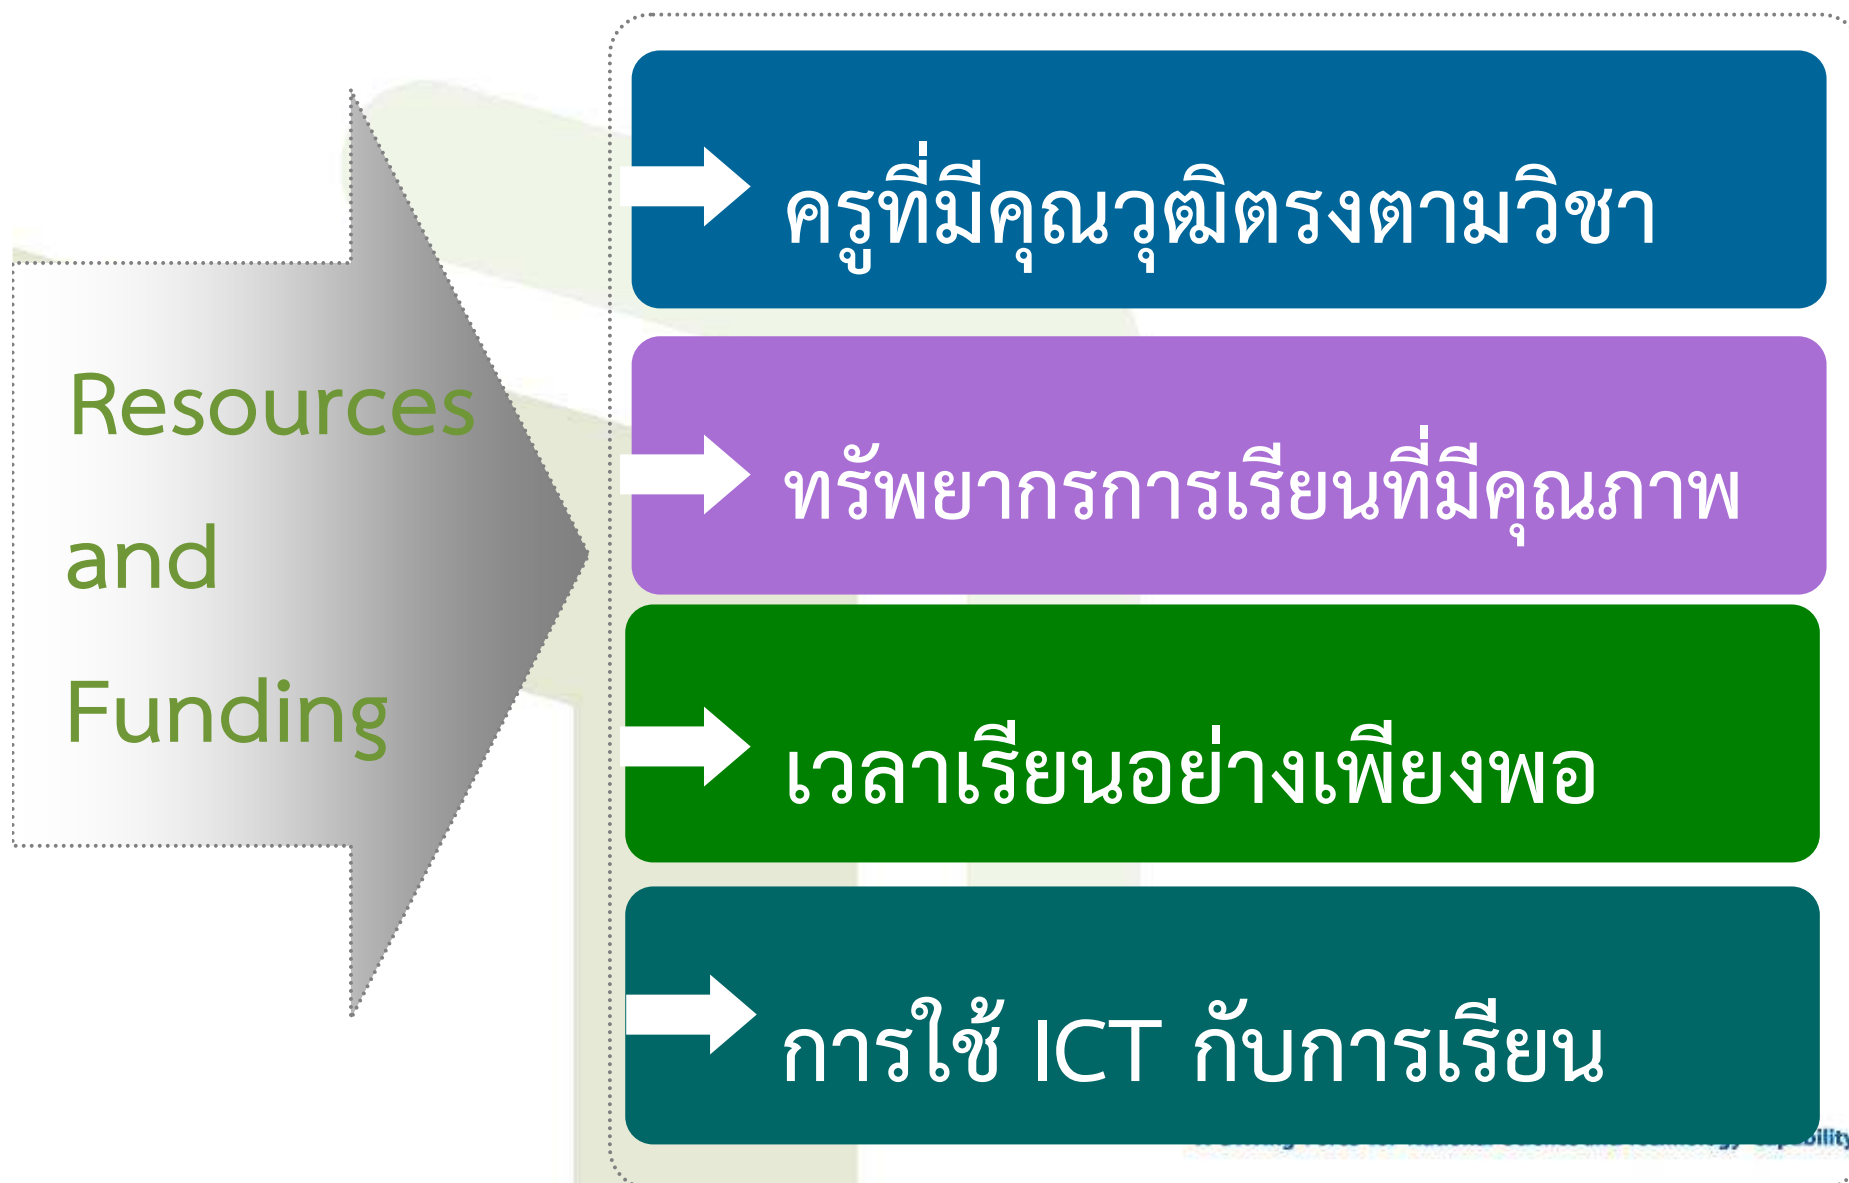 Resources
and
Funding
ครูที่มีคุณวุฒิตรงตามวิชา
ทรัพยากรการเรียนที่มีคุณภาพ
เวลาเรียนอย่างเพียงพอ
การใช้ ICT กับการเรียน